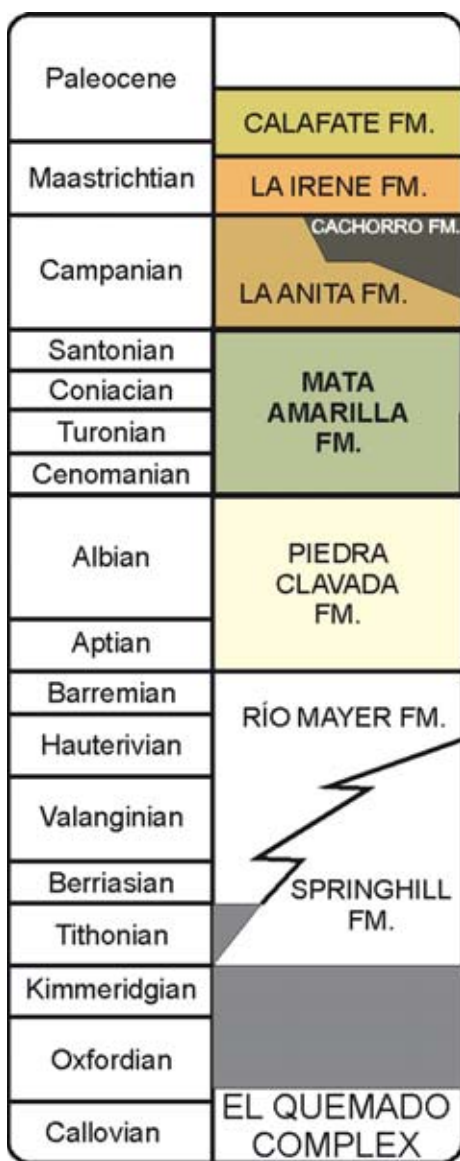 Paleocene
CALAFATE FM.
Maastrichtian
LA IRENE FM.
CACHORRO FM.
Campanian
LA ANITA FM.
Santonian
Coniacian
Turonian
Cenomanian
MATA
AMARILLA
FM.
Albian
Aptian
PIEDRA
CLAVADA
FM.
Barremian
RÍO MAYER FM.
Hauterivian
Valanginian
Berriasian
SPRINGHILL
FM.
Tithonian
Kimmeridgian
Oxfordian
Callovian
EL QUEMADO
COMPLEX